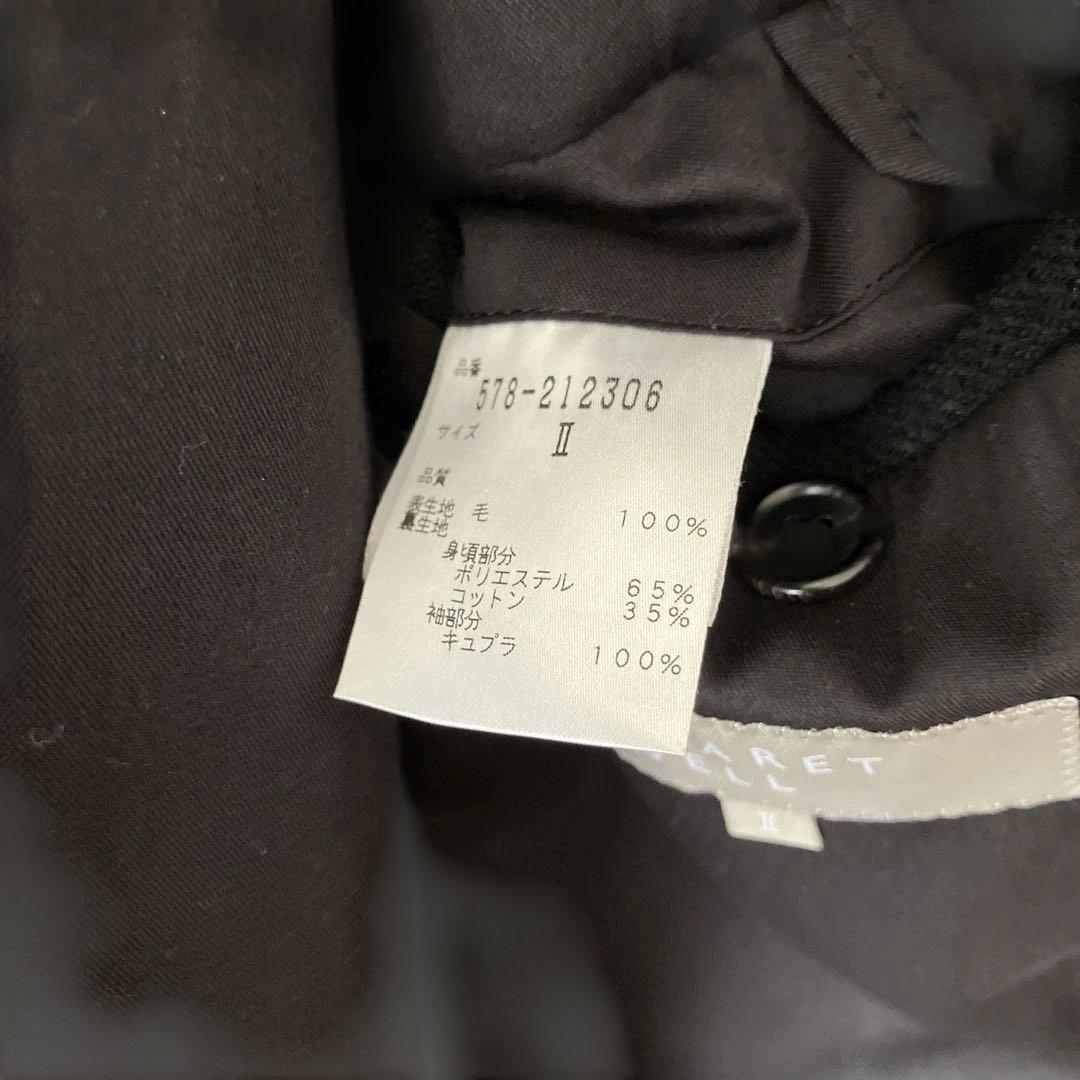 品番
578-212306
サイズ Ⅱ
品質
表生地 毛 100%
裏生地
身頃部分
ポリエステル 65%
コットン 35%
袖部分
キュプラ 100%
ARET
ELL
Ⅱ